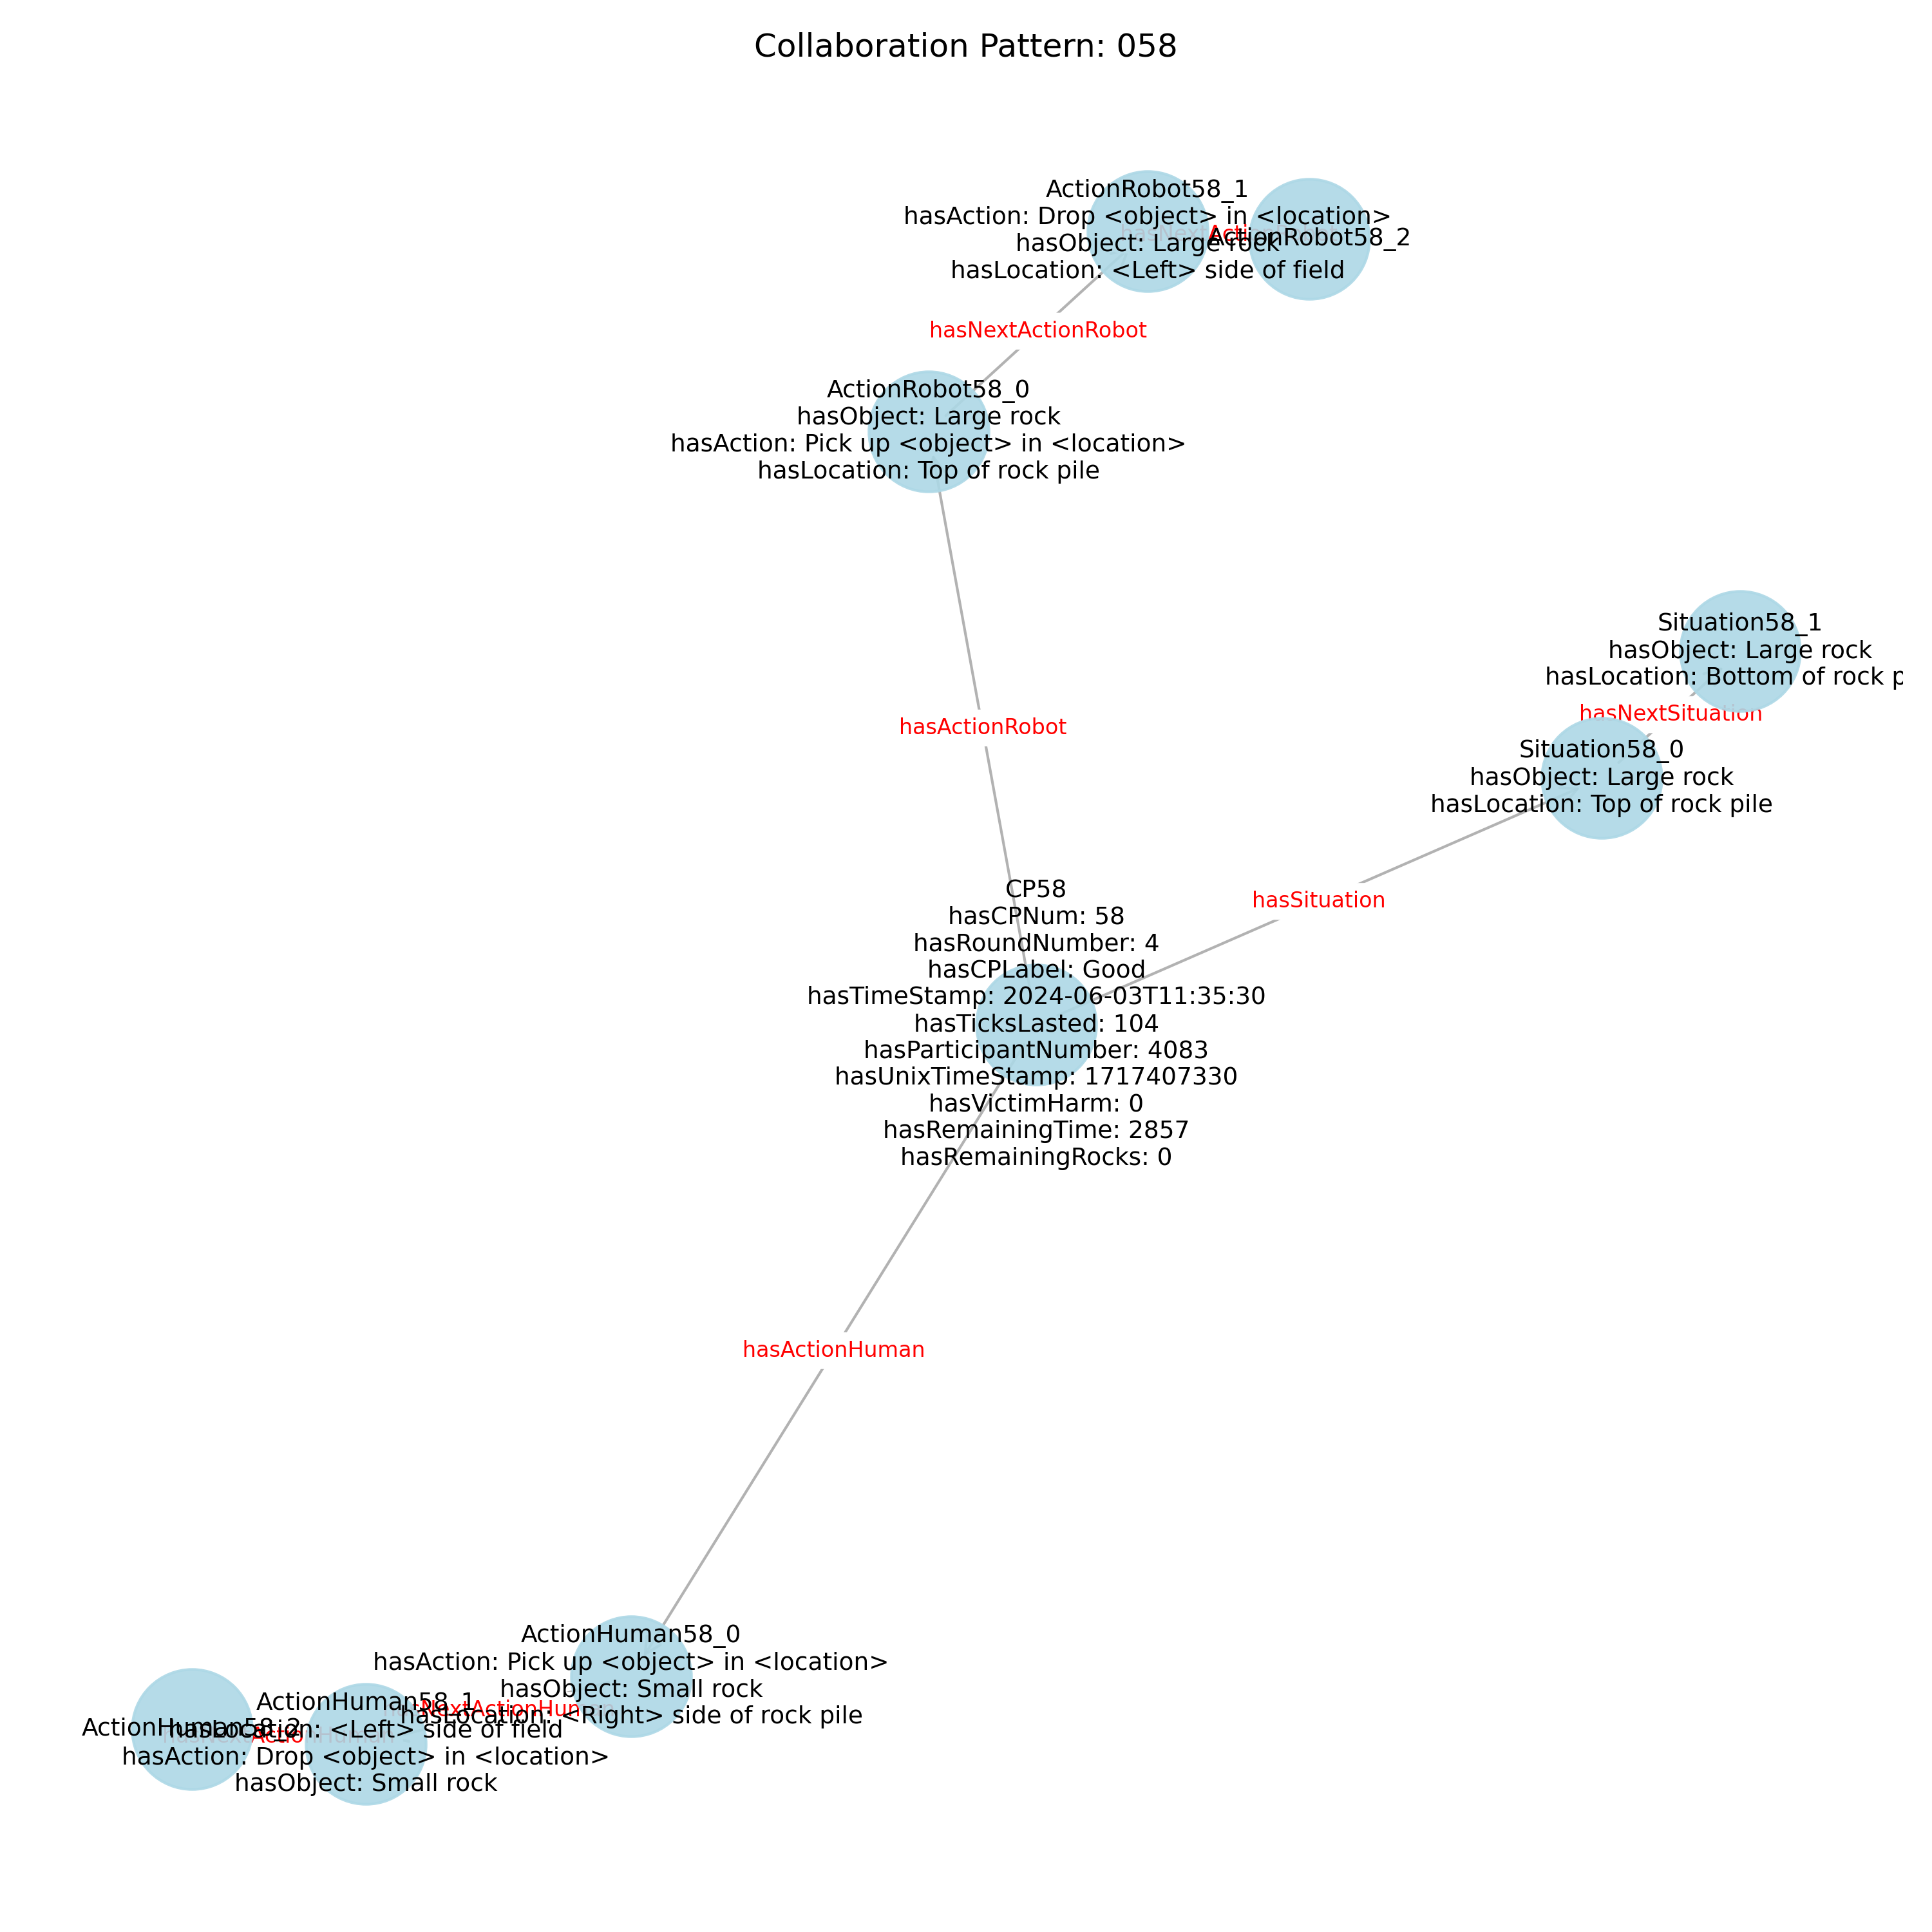 Collaboration Pattern: 058
ActionRobot58_1
hasAction: Drop <object> in <location>
hasObject: Large rock
hasLocation: <Left> side of field
hasNextActionRobot
ActionRobot58_2
hasNextActionRobot
ActionRobot58_0
hasObject: Large rock
hasAction: Pick up <object> in <location>
hasLocation: Top of rock pile
hasActionRobot
Situation58_1
hasObject: Large rock
hasLocation: Bottom of rock p
hasNextSituation
Situation58_0
hasObject: Large rock
hasLocation: Top of rock pile
hasSituation
CP58
hasCPNum: 58
hasRoundNumber: 4
hasCPLabel: Good
hasTimeStamp: 2024-06-03T11:35:30
hasTicksLasted: 104
hasParticipantNumber: 4083
hasUnixTimeStamp: 1717407330
hasVictimHarm: 0
hasRemainingTime: 2857
hasRemainingRocks: 0
hasActionHuman
ActionHuman58_0
hasAction: Pick up <object> in <location>
hasObject: Small rock
hasLocation: <Right> side of rock pile
hasNextActionHuman
ActionHuman58_1
hasLocation: <Left> side of field
hasAction: Drop <object> in <location>
hasObject: Small rock
hasNextActionHuman
ActionHuman58_2